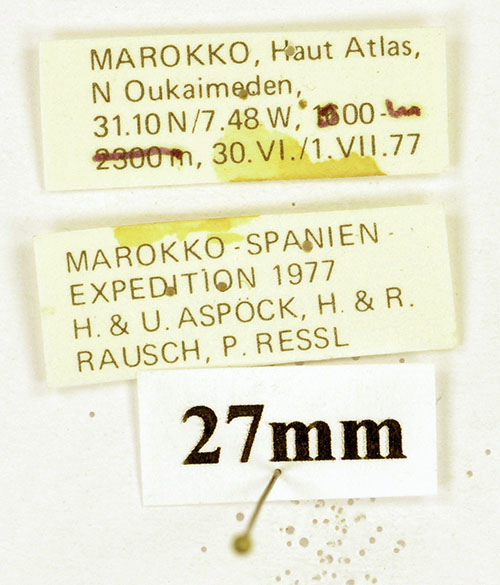 MAROKKO, Haut Atlas,
N Oukaimeden,
31.10 N/7.48 W, 1600-m
2300 m, 30.VI./1.VII.77
MAROKKO-SPANIEN-
EXPEDITION 1977
H. & U. ASPÖCK, H. & R.
RAUSCH, P. RESSL
27mm